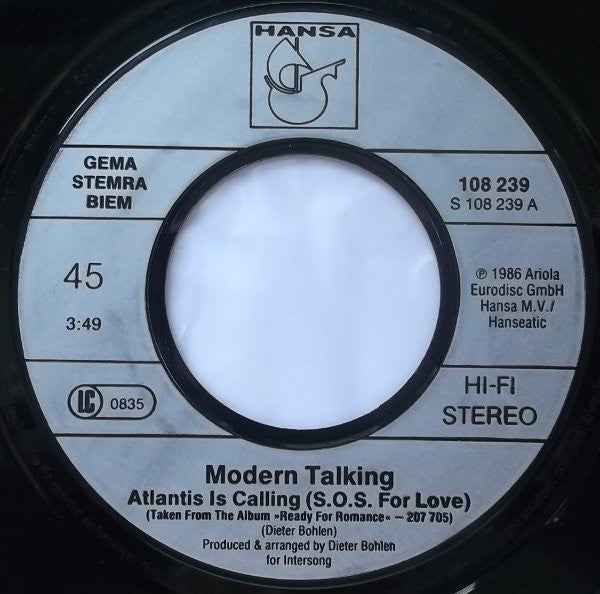 HANSA
GEMA
STEMRA
BIEM
108 239
S 108 239 A
45
3:49
℗ 1986 Ariola
Eurodisc GmbH
Hansa M.V./
Hanseatic
LC 0835
HI-FI
STEREO
Modern Talking
Atlantis Is Calling (S.O.S. For Love)
(Taken From The Album »Ready For Romance« – 207 705)
(Dieter Bohlen)
Produced & arranged by Dieter Bohlen
for Intersong